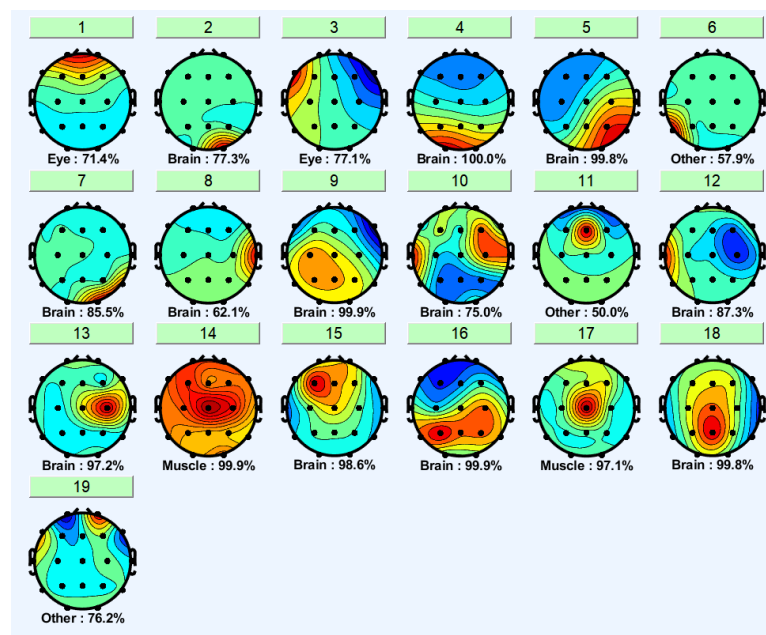 1 2 3 4 5 6
Eye : 71.4% Brain : 77.3% Eye : 77.1% Brain : 100.0% Brain : 99.8% Other : 57.9%
7 8 9 10 11 12
Brain : 85.5% Brain : 62.1% Brain : 99.9% Brain : 75.0% Other : 50.0% Brain : 87.3%
13 14 15 16 17 18
Brain : 97.2% Muscle : 99.9% Brain : 98.6% Brain : 99.9% Muscle : 97.1% Brain : 99.8%
19
Other : 76.2%